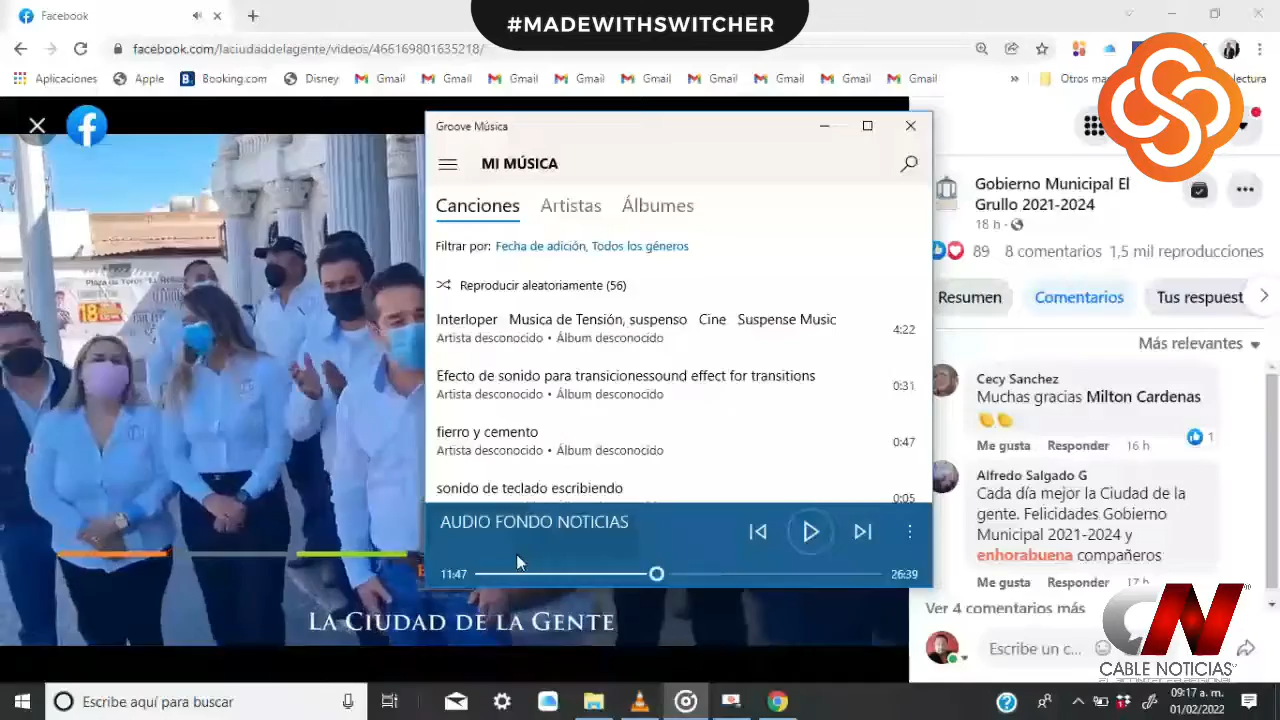 #MADEWITHSWITCHER
Facebook
facebook.com/laciudaddelagente/videos/466169801635218/
Aplicaciones Apple Booking.com Disney Gmail Gmail Gmail Gmail Gmail Gmail Gmail Gmail Gmail » Otros
Groove Música
MI MÚSICA
Canciones Artistas Álbumes
Filtrar por: Fecha de adición, Todos los géneros
Reproducir aleatoriamente (56)
Interloper Musica de Tensión, suspenso Cine Suspense Music 4:22
Artista desconocido • Álbum desconocido
Efecto de sonido para transicionessound effect for transitions 0:31
Artista desconocido • Álbum desconocido
fierro y cemento 0:47
Artista desconocido • Álbum desconocido
sonido de teclado escribiendo 0:05
AUDIO FONDO NOTICIAS
11:47 26:39
18
LA CIUDAD DE LA GENTE
Gobierno Municipal El
Grullo 2021-2024
18 h
89 8 comentarios 1,5 mil reproducciones
Resumen Comentarios Tus respuest
Más relevantes
Cecy Sanchez
Muchas gracias Milton Cardenas
Me gusta Responder 16 h 1
Alfredo Salgado G
Cada día mejor la Ciudad de la
gente. Felicidades Gobierno
Municipal 2021-2024 y
enhorabuena compañeros
Me gusta Responder 17 h
Ver 4 comentarios más
Escribe un c...
CN
CABLE NOTICIAS
Escribe aquí para buscar
09:17 a. m.
01/02/2022